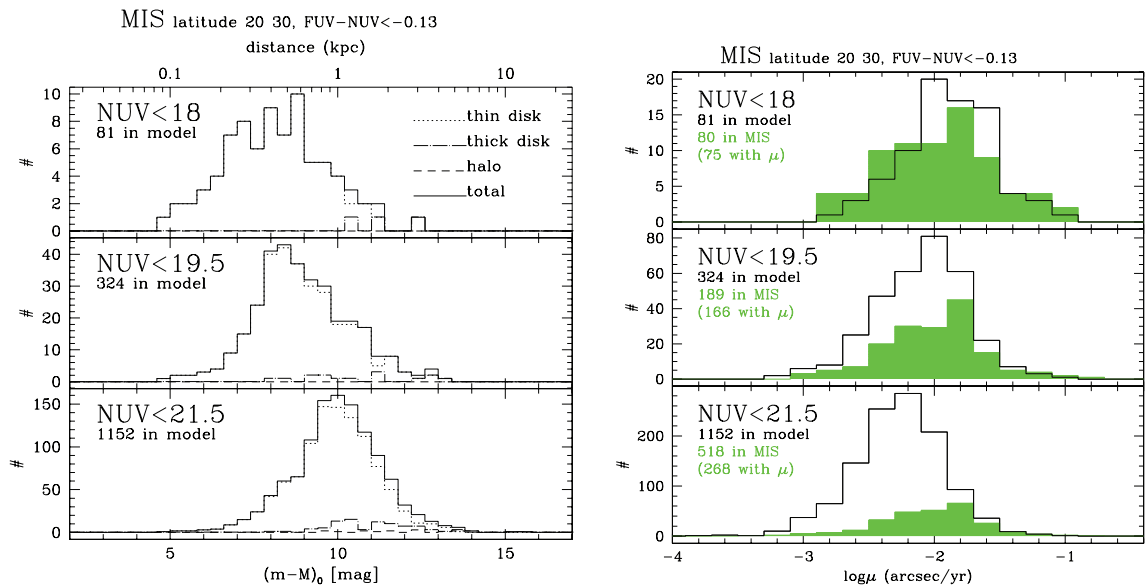 MIS latitude 20 30, FUV-NUV<-0.13
distance (kpc)
0.1 1 10
10
8
6
4
2
0
#
NUV<18
81 in model
thin disk
thick disk
halo
total
40
30
20
10
0
#
NUV<19.5
324 in model
150
100
50
0
#
NUV<21.5
1152 in model
5 10 15
(m-M)₀ [mag]
MIS latitude 20 30, FUV-NUV<-0.13
20
15
10
5
0
#
NUV<18
81 in model
80 in MIS
(75 with μ)
80
60
40
20
0
#
NUV<19.5
324 in model
189 in MIS
(166 with μ)
200
100
0
#
NUV<21.5
1152 in model
518 in MIS
(268 with μ)
-4 -3 -2 -1
logμ (arcsec/yr)